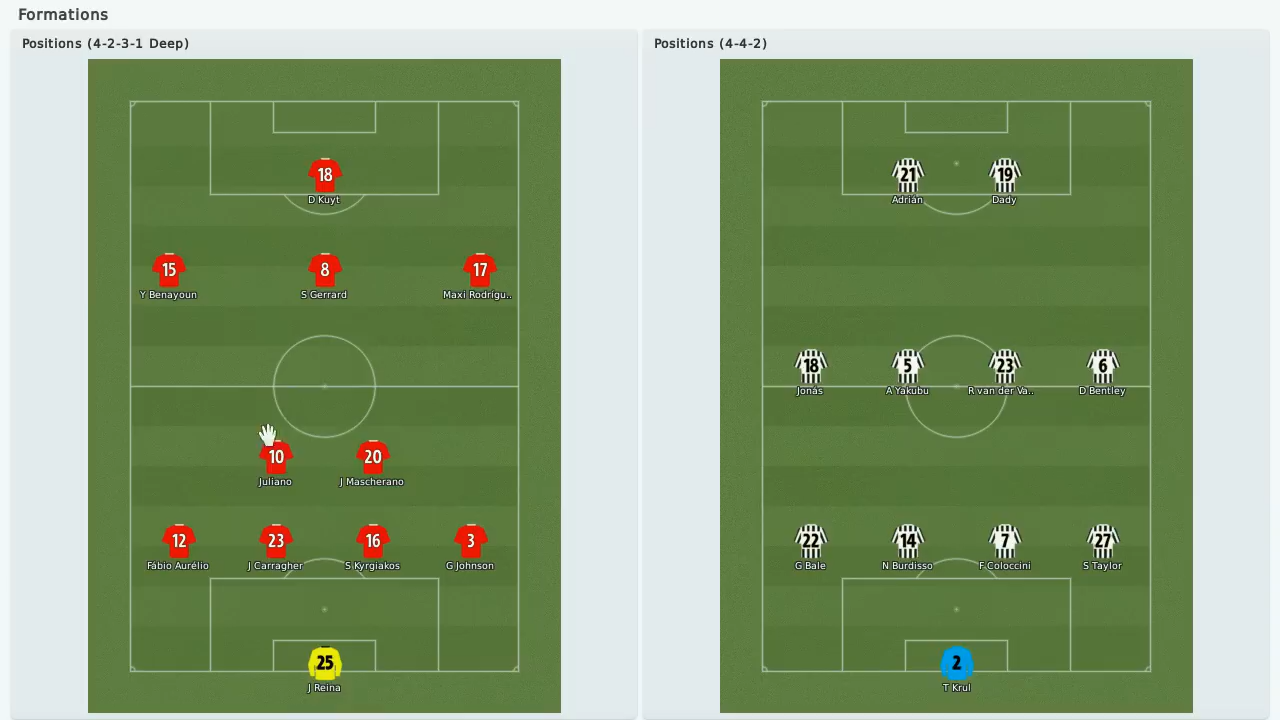 Formations
Positions (4-2-3-1 Deep)
18
D Kuyt
15 8 17
Y Benayoun S Gerrard Maxi Rodrigu..
10 20
Juliano J Mascherano
12 23 16 3
Fábio Aurélio J Carragher S Kyrgiakos G Johnson
25
J Reina
Positions (4-4-2)
21 19
Adrián Dady
18 5 23 6
Jonás A Yakubu R van der Va.. D Bentley
22 14 7 27
G Bale N Burdisso F Coloccini S Taylor
2
T Krul